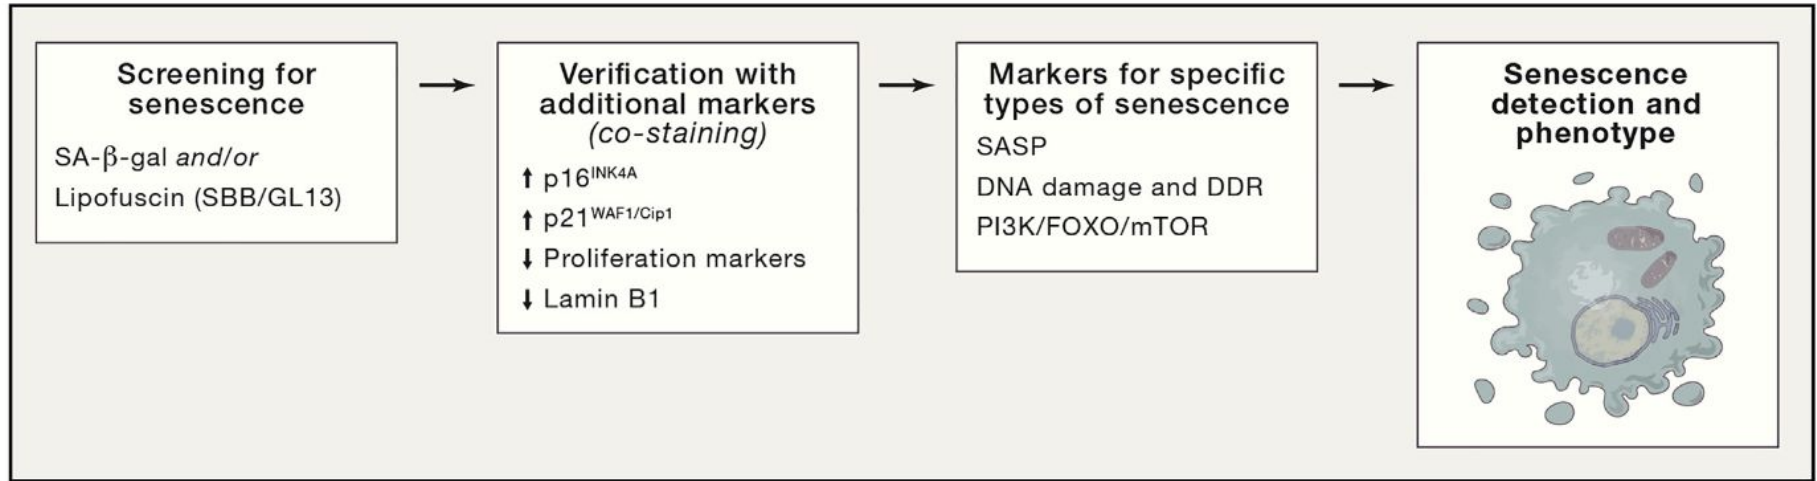 Screening for
senescence
SA-β-gal and/or
Lipofuscin (SBB/GL13)
Verification with
additional markers
(co-staining)
↑ p16INK4A
↑ p21WAF1/Cip1
↓ Proliferation markers
↓ Lamin B1
Markers for specific
types of senescence
SASP
DNA damage and DDR
PI3K/FOXO/mTOR
Senescence
detection and
phenotype